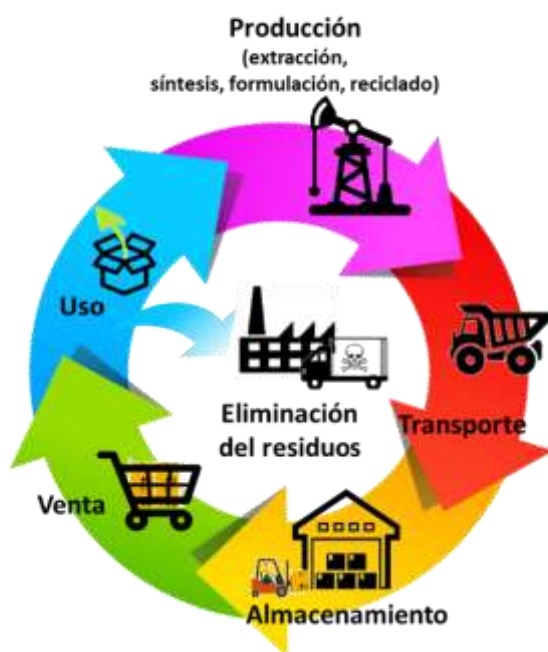 Producción
(extracción,
síntesis, formulación, reciclado)
Uso
Eliminación
del residuos
Transporte
Venta
Almacenamiento